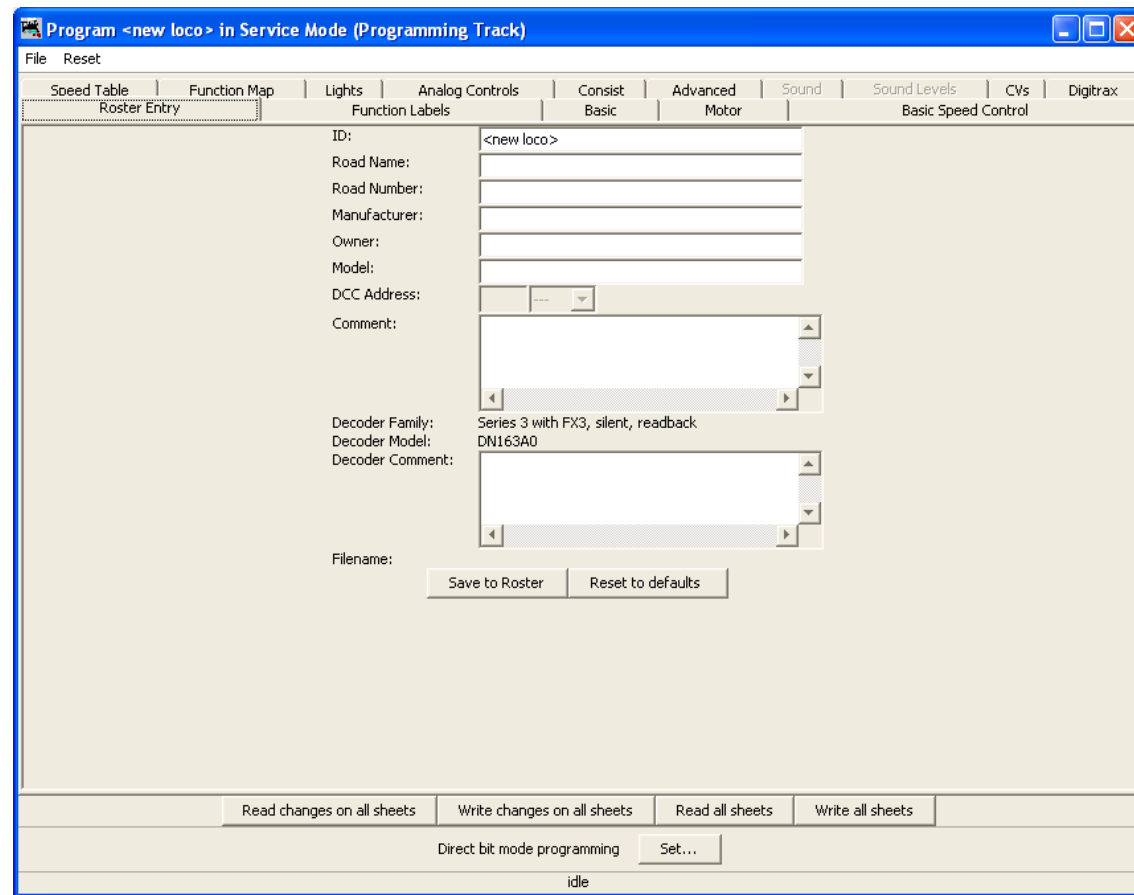 Program <new loco> in Service Mode (Programming Track)
File Reset
Speed Table Function Map Lights Analog Controls Consist Advanced Sound Sound Levels CVs Digitrax
Roster Entry Function Labels Basic Motor Basic Speed Control
ID: <new loco>
Road Name:
Road Number:
Manufacturer:
Owner:
Model:
DCC Address: ---
Comment:
Decoder Family: Series 3 with FX3, silent, readback
Decoder Model: DN163A0
Decoder Comment:
Filename:
Save to Roster Reset to defaults
Read changes on all sheets Write changes on all sheets Read all sheets Write all sheets
Direct bit mode programming Set...
idle